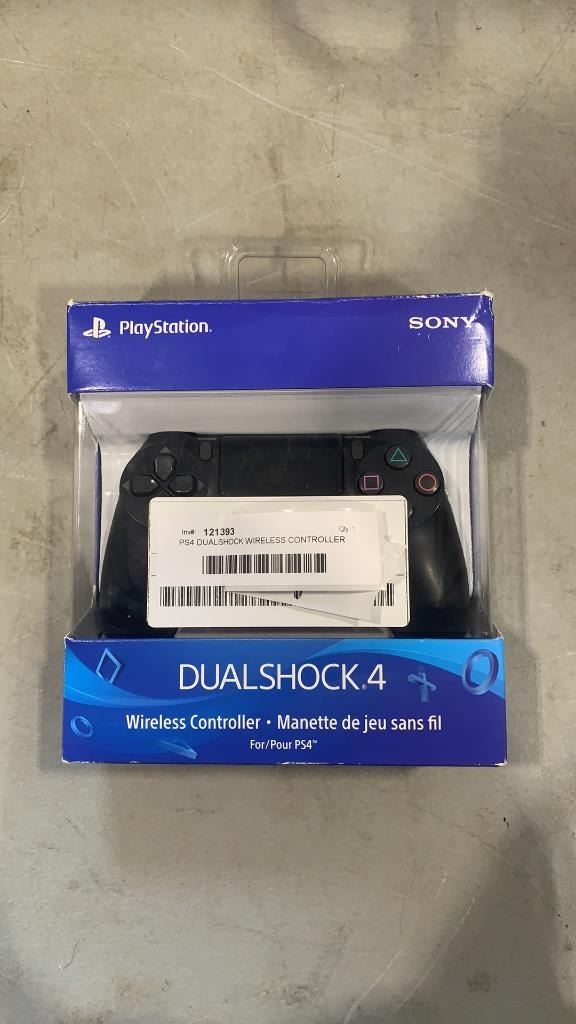 PlayStation®
SONY
Inv#: 121393 Qty: 1
PS4 DUALSHOCK WIRELESS CONTROLLER
DUALSHOCK®4
Wireless Controller • Manette de jeu sans fil
For/Pour PS4™